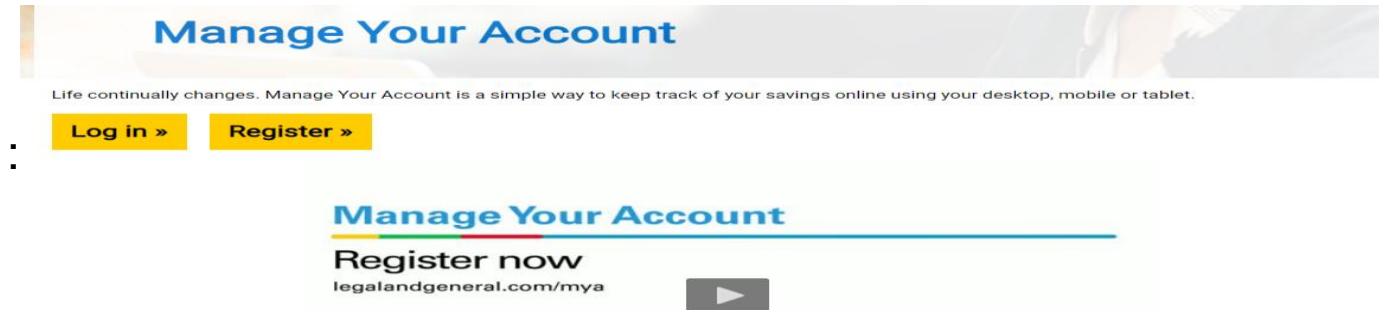 Manage Your Account
Life continually changes. Manage Your Account is a simple way to keep track of your savings online using your desktop, mobile or tablet.
Log in » Register »
Manage Your Account
Register now
legalandgeneral.com/mya